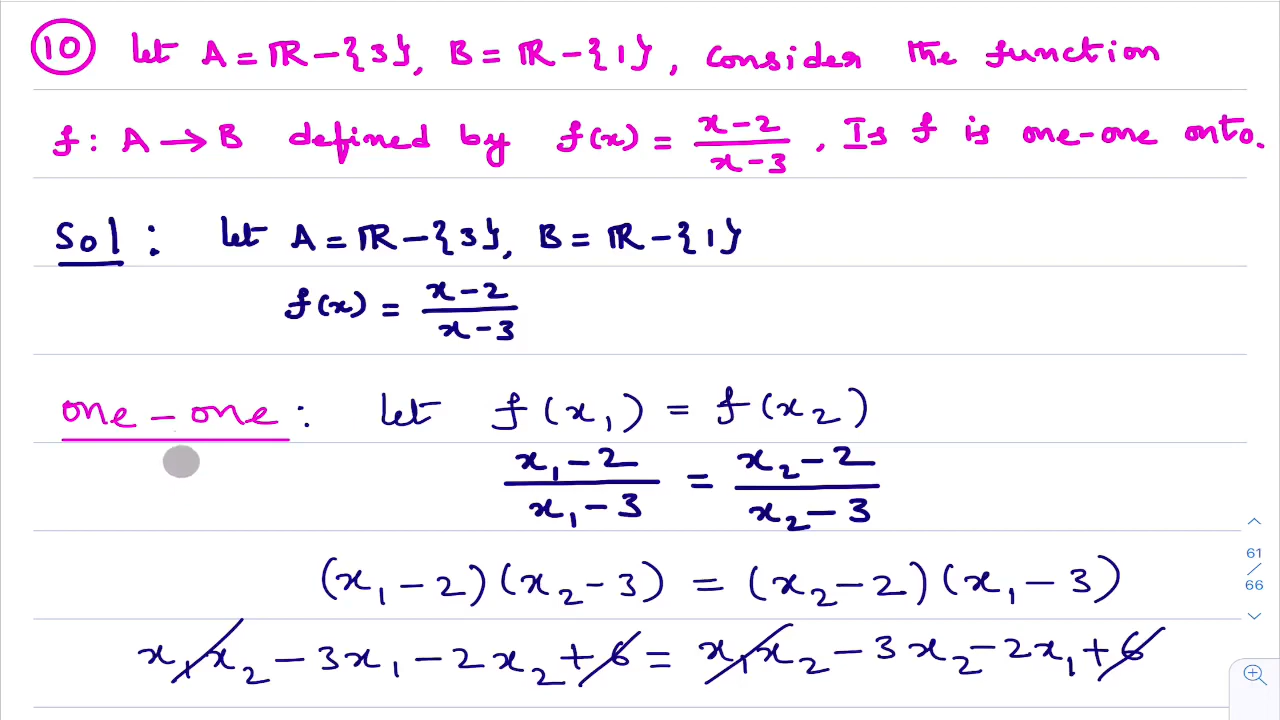 10 let A = ℝ - {3}, B = ℝ - {1}, consider the function
f : A → B defined by f(x) = (x-2)/(x-3), Is f is one-one onto.
Sol : let A = ℝ - {3}, B = ℝ - {1}
f(x) = (x-2)/(x-3)
one-one : let f(x₁) = f(x₂)
(x₁-2)/(x₁-3) = (x₂-2)/(x₂-3)
(x₁-2)(x₂-3) = (x₂-2)(x₁-3)
x₁x₂ - 3x₁ - 2x₂ + 6 = x₁x₂ - 3x₂ - 2x₁ + 6
61
/
66